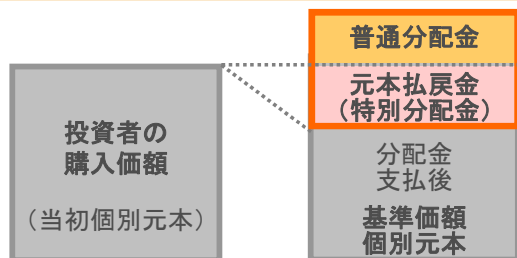 普通分配金
元本払戻金
（特別分配金）
投資者の
購入価額
（当初個別元本）
分配金
支払後
基準価額
個別元本